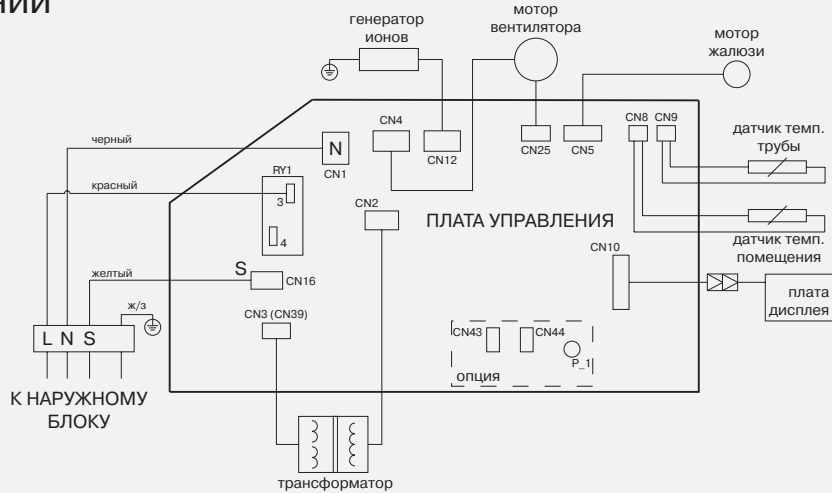 НИЙ
генератор
ионов
мотор
вентилятора
мотор
жалюзи
CN4
CN12
CN25
CN5
CN8 CN9
датчик темп.
трубы
черный
N
CN1
красный
RY1
3
4
CN2
ПЛАТА УПРАВЛЕНИЯ
датчик темп.
помещения
CN10
желтый
S
CN16
плата
дисплея
ж/з
CN3 (CN39)
L N S
CN43
CN44
P_1
опция
К НАРУЖНОМУ
БЛОКУ
трансформатор